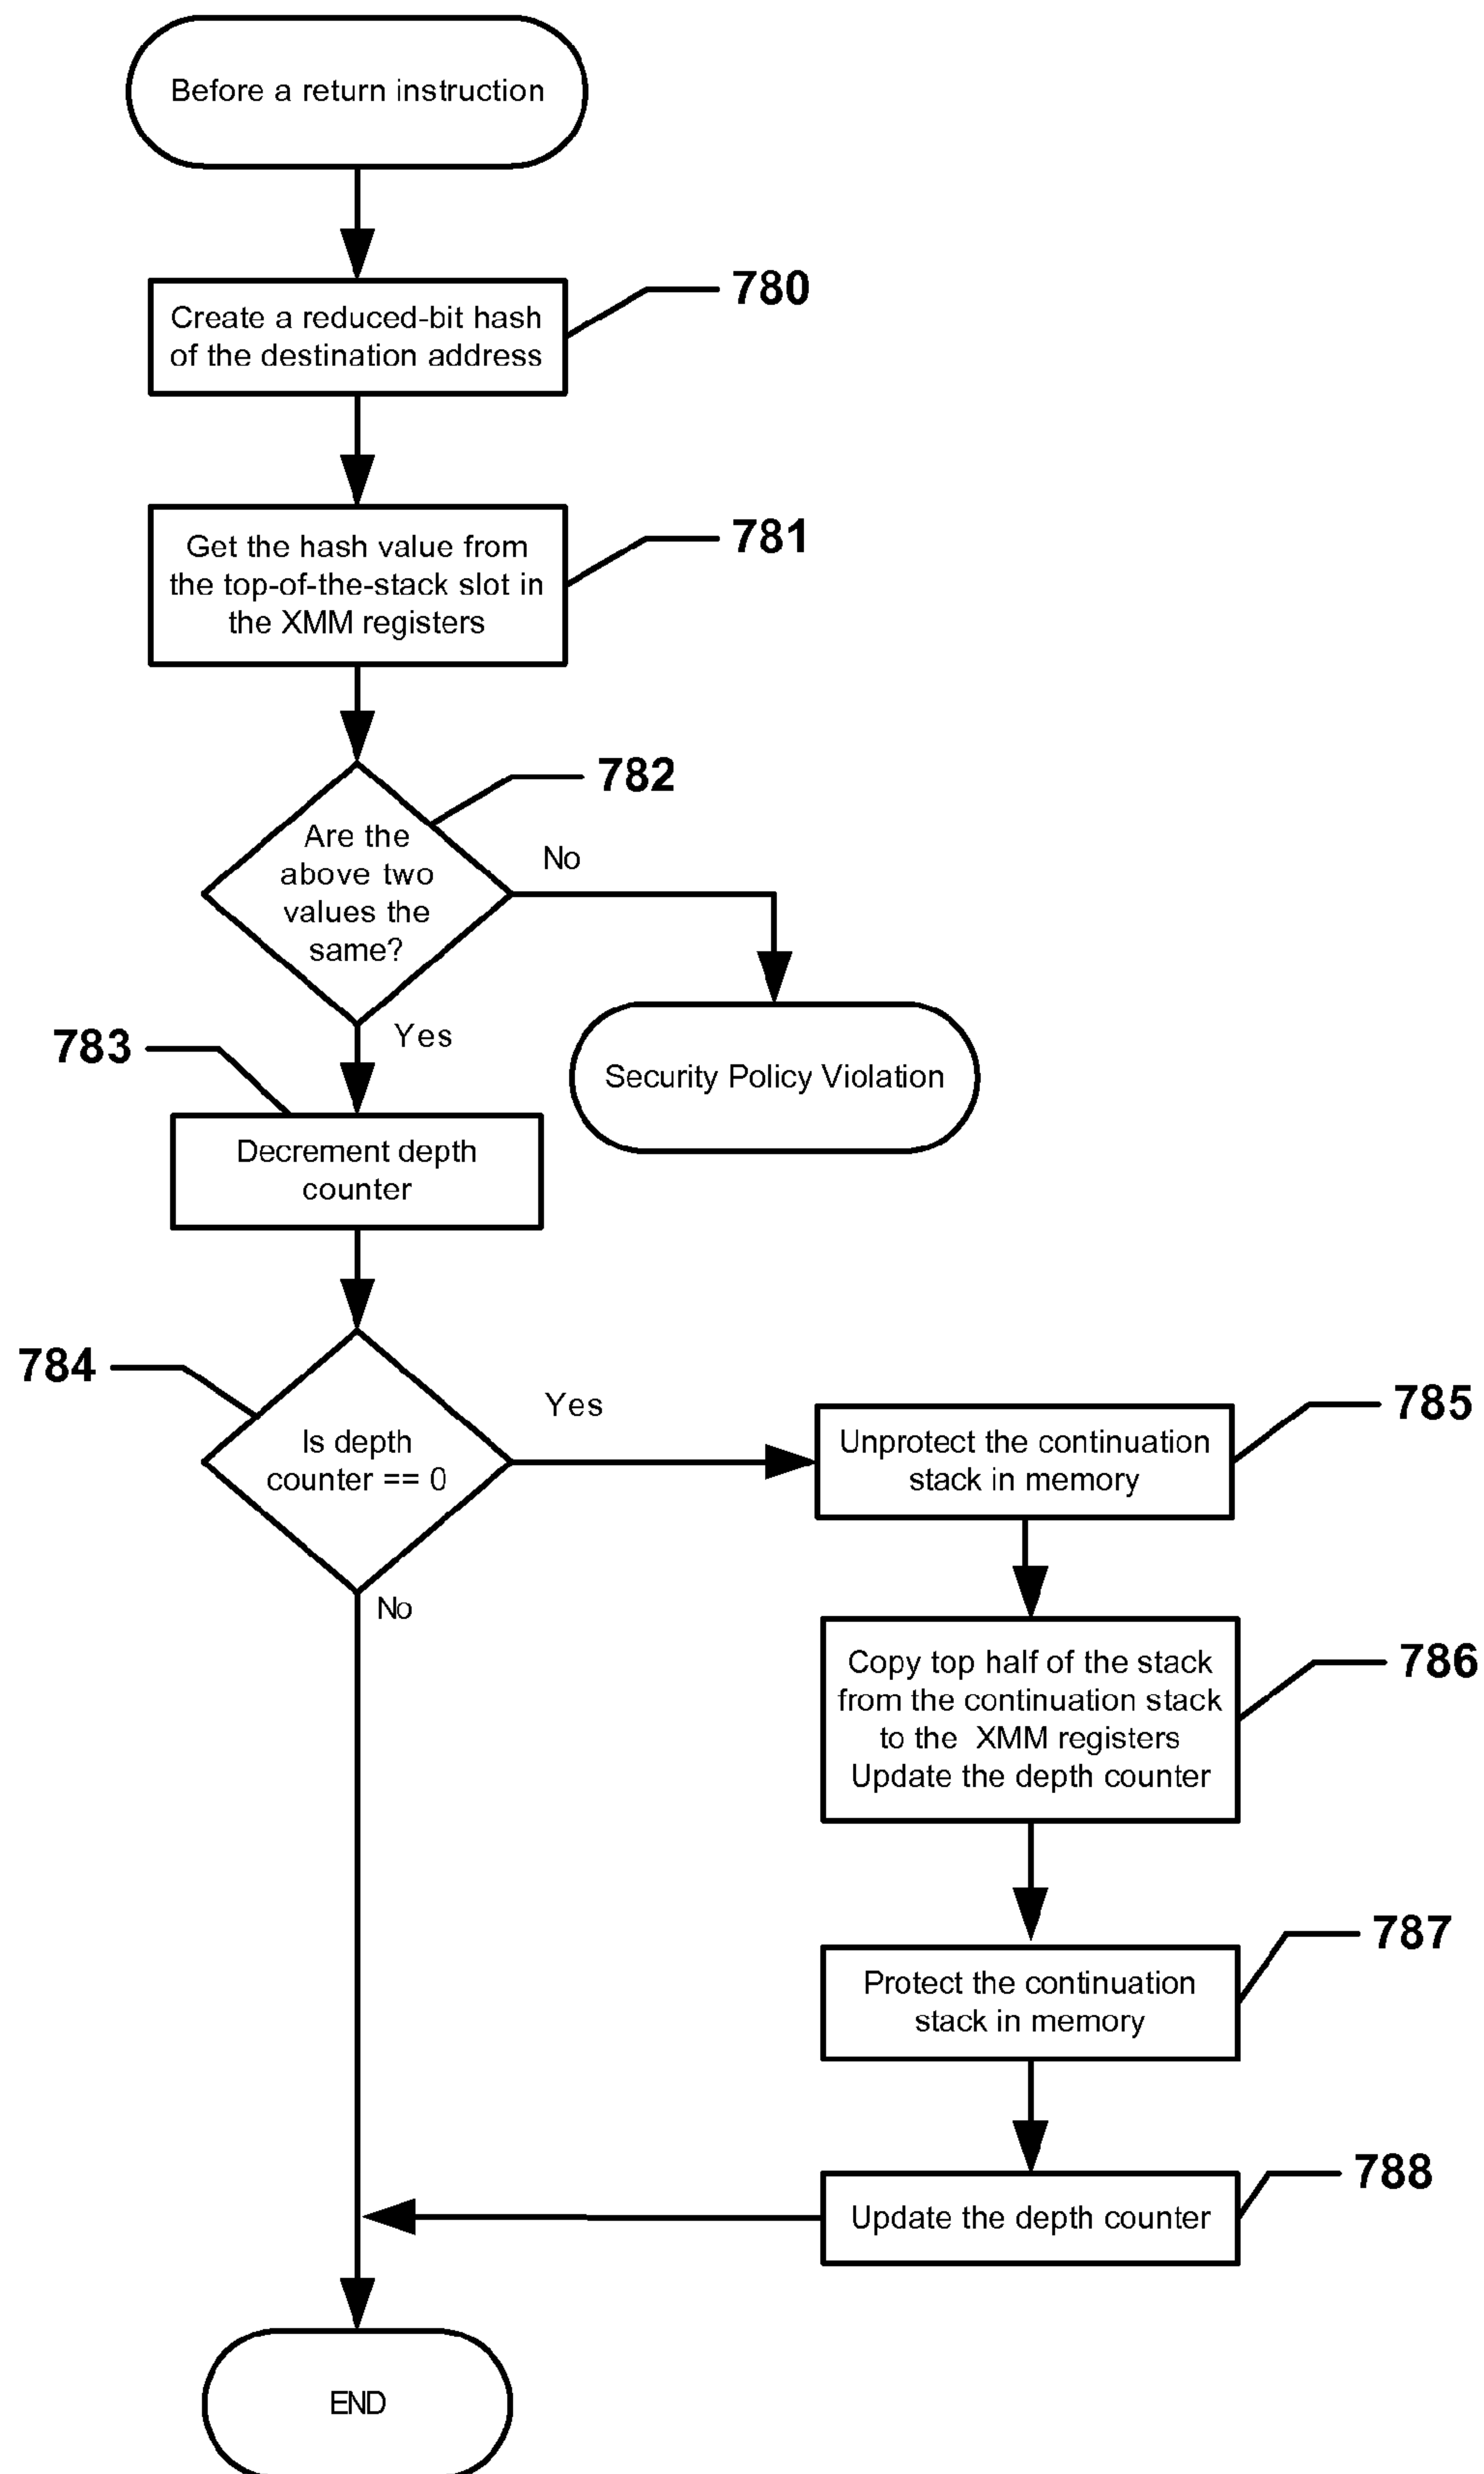 Before a return instruction
780
Create a reduced-bit hash
of the destination address
781
Get the hash value from
the top-of-the-stack slot in
the XMM registers
782
Are the
above two
values the
same?
No
Yes
Security Policy Violation
783
Decrement depth
counter
784
Is depth
counter == 0
Yes
No
785
Unprotect the continuation
stack in memory
786
Copy top half of the stack
from the continuation stack
to the XMM registers
Update the depth counter
787
Protect the continuation
stack in memory
788
Update the depth counter
END